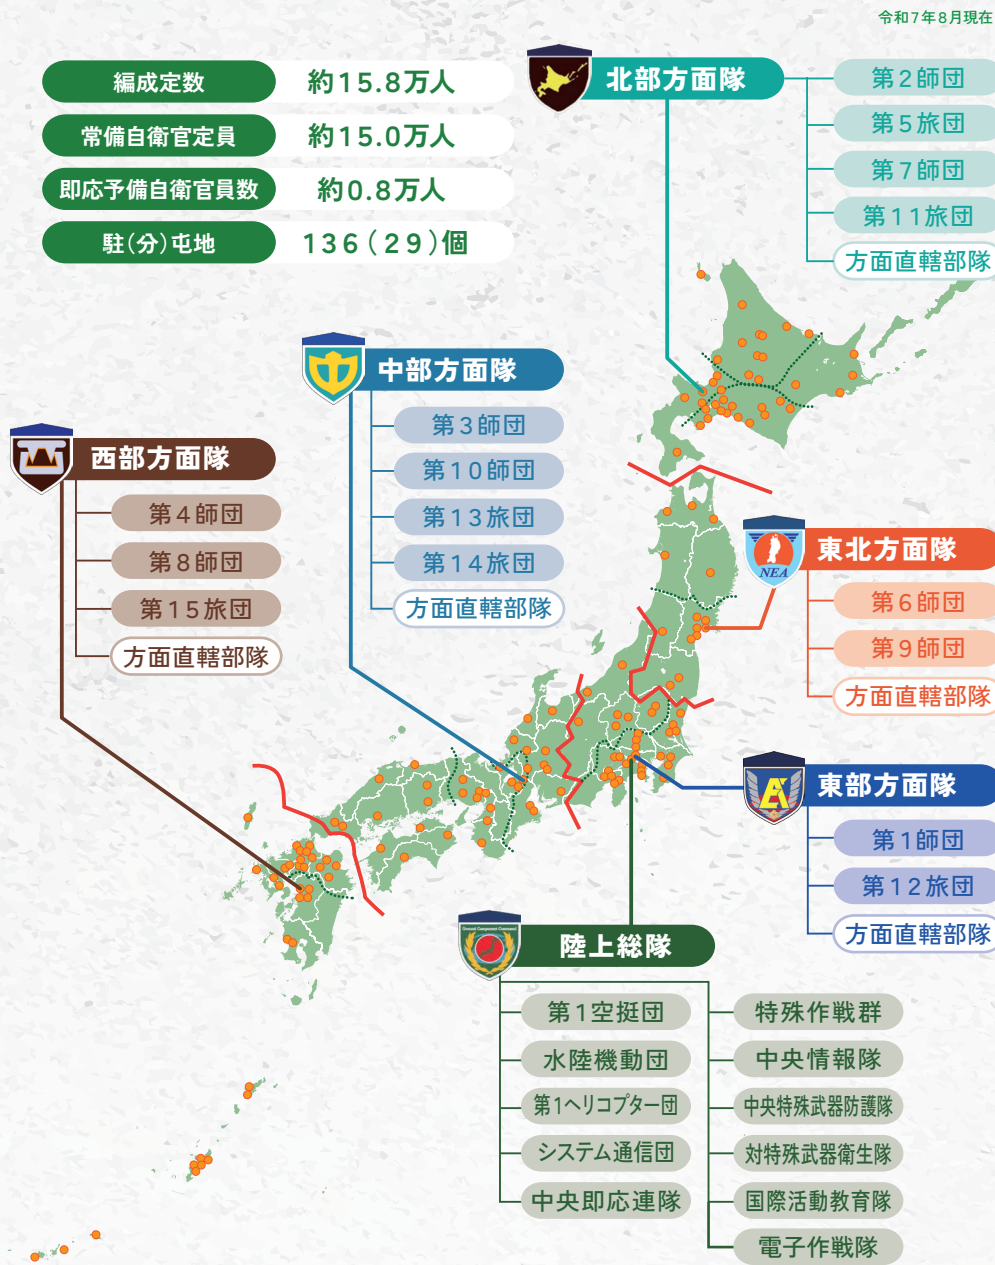 令和7年8月現在
編成定数 約15.8万人
常備自衛官定員 約15.0万人
即応予備自衛官員数 約0.8万人
駐(分)屯地 136(29)個
北部方面隊
第2師団
第5旅団
第7師団
第11旅団
方面直轄部隊
中部方面隊
第3師団
第10師団
第13旅団
第14旅団
方面直轄部隊
西部方面隊
第4師団
第8師団
第15旅団
方面直轄部隊
NEA
東北方面隊
第6師団
第9師団
方面直轄部隊
東部方面隊
第1師団
第12旅団
方面直轄部隊
Ground Component Command
陸上総隊
第1空挺団
水陸機動団
第1ヘリコプター団
システム通信団
中央即応連隊
特殊作戦群
中央情報隊
中央特殊武器防護隊
対特殊武器衛生隊
国際活動教育隊
電子作戦隊